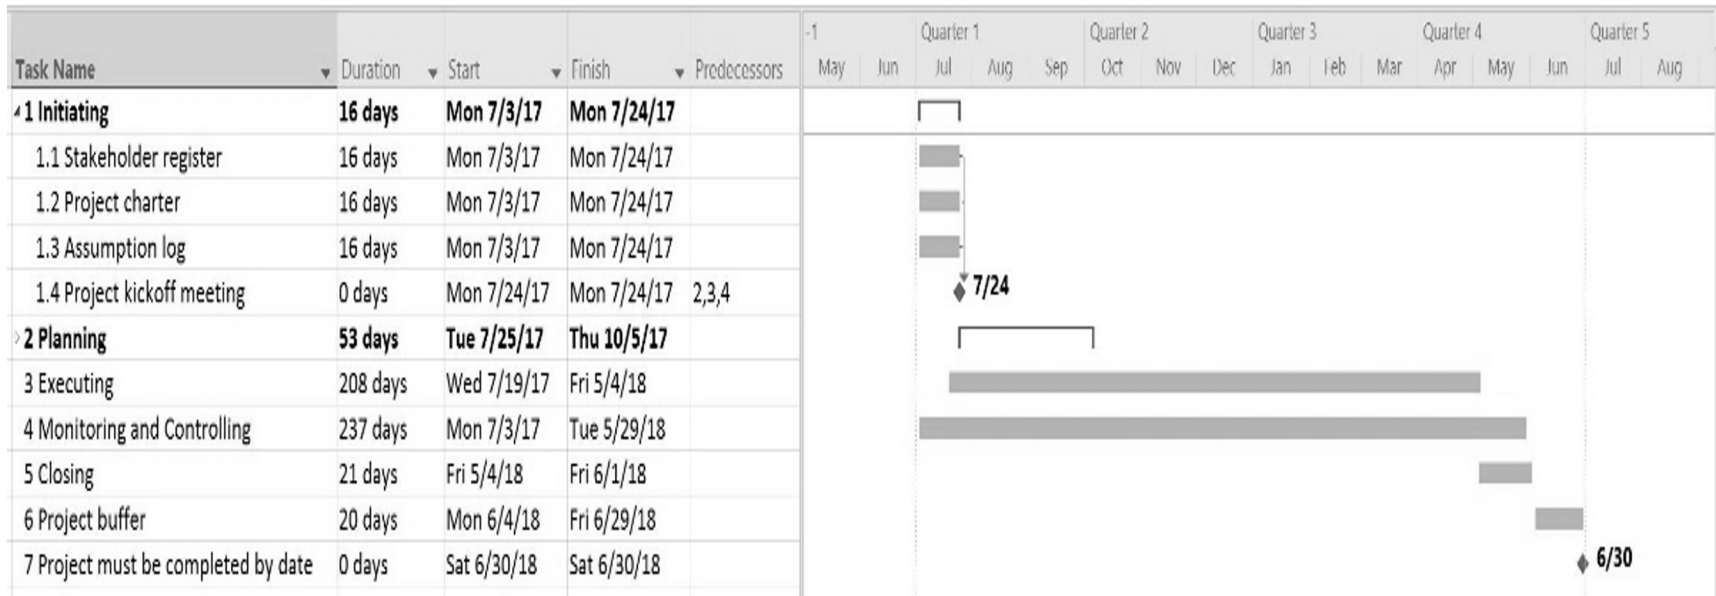 -1 Quarter 1 Quarter 2 Quarter 3 Quarter 4 Quarter 5
Task Name Duration Start Finish Predecessors May Jun Jul Aug Sep Oct Nov Dec Jan Feb Mar Apr May Jun Jul Aug
1 Initiating 16 days Mon 7/3/17 Mon 7/24/17
1.1 Stakeholder register 16 days Mon 7/3/17 Mon 7/24/17
1.2 Project charter 16 days Mon 7/3/17 Mon 7/24/17
1.3 Assumption log 16 days Mon 7/3/17 Mon 7/24/17
1.4 Project kickoff meeting 0 days Mon 7/24/17 Mon 7/24/17 2,3,4 7/24
2 Planning 53 days Tue 7/25/17 Thu 10/5/17
3 Executing 208 days Wed 7/19/17 Fri 5/4/18
4 Monitoring and Controlling 237 days Mon 7/3/17 Tue 5/29/18
5 Closing 21 days Fri 5/4/18 Fri 6/1/18
6 Project buffer 20 days Mon 6/4/18 Fri 6/29/18
7 Project must be completed by date 0 days Sat 6/30/18 Sat 6/30/18 6/30